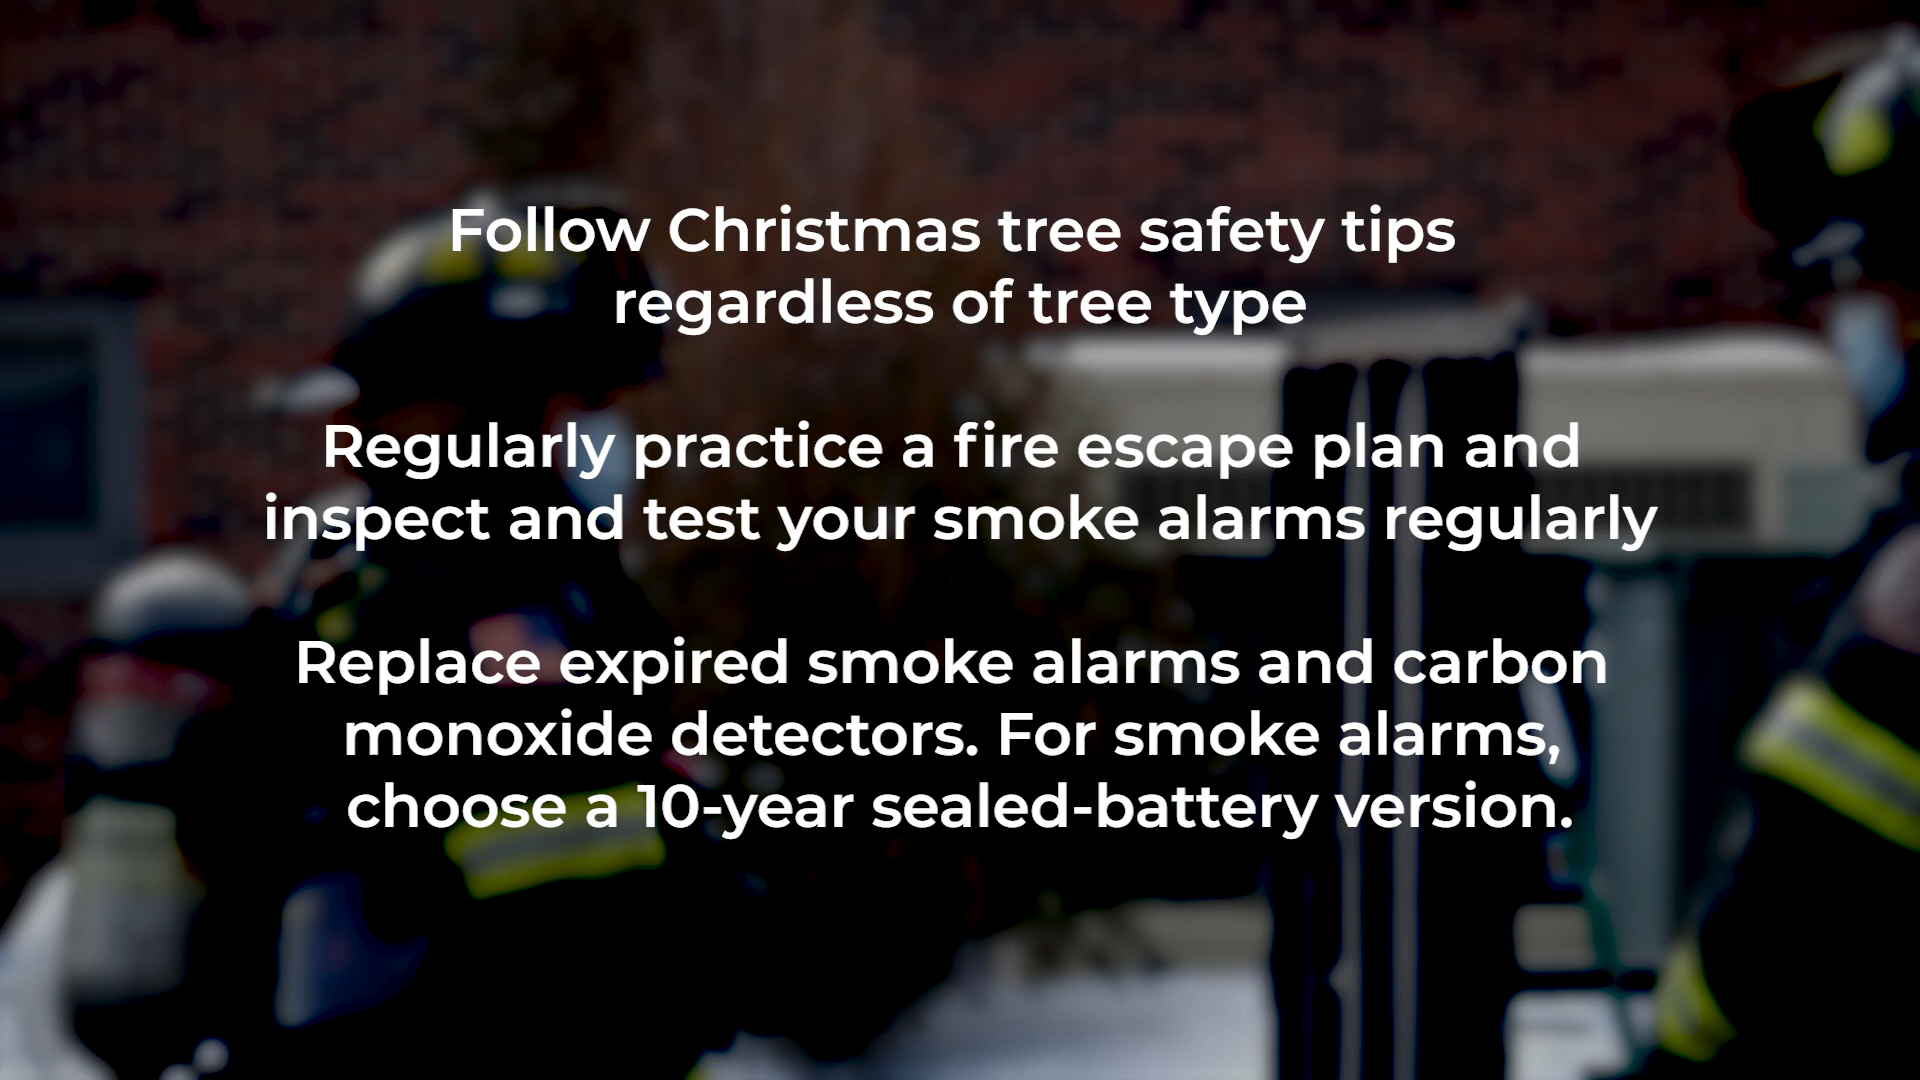 Follow Christmas tree safety tips
regardless of tree type
Regularly practice a fire escape plan and
inspect and test your smoke alarms regularly
Replace expired smoke alarms and carbon
monoxide detectors. For smoke alarms,
choose a 10-year sealed-battery version.